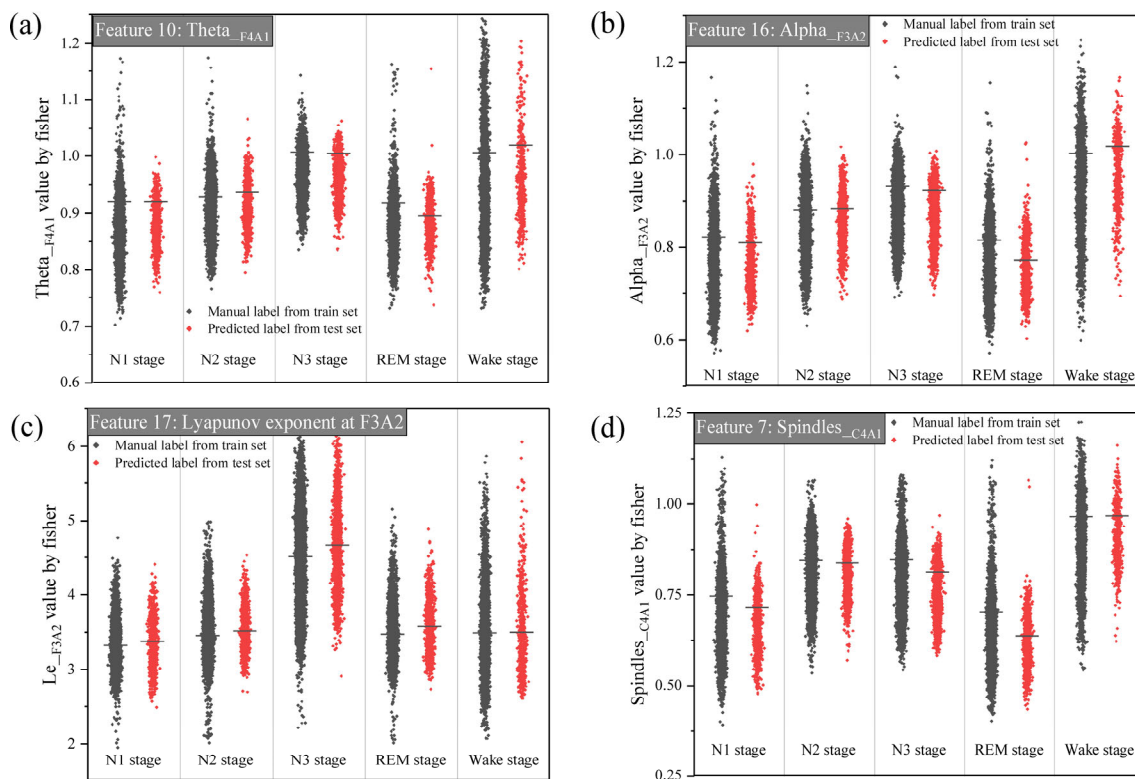 (a)
Feature 10: Theta_F4A1
Theta_F4A1 value by fisher
1.2
1.1
1.0
0.9
0.8
0.7
0.6
Manual label from train set
Predicted label from test set
N1 stage
N2 stage
N3 stage
REM stage
Wake stage
(b)
Feature 16: Alpha_F3A2
Manual label from train set
Predicted label from test set
Alpha_F3A2 value by fisher
1.2
1.0
0.8
0.6
N1 stage
N2 stage
N3 stage
REM stage
Wake stage
(c)
Feature 17: Lyapunov exponent at F3A2
Manual label from train set
Predicted label from test set
Le_F3A2 value by fisher
6
5
4
3
2
N1 stage
N2 stage
N3 stage
REM stage
Wake stage
(d)
Feature 7: Spindles_C4A1
Manual label from train set
Predicted label from test set
Spindles_C4A1 value by fisher
1.25
1.00
0.75
0.50
0.25
N1 stage
N2 stage
N3 stage
REM stage
Wake stage